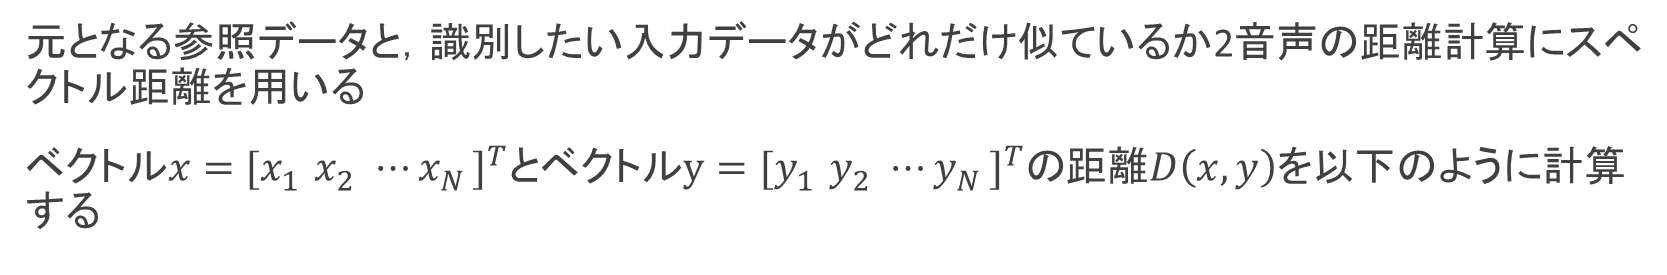 元となる参照データと，識別したい入力データがどれだけ似ているか2音声の距離計算にスペ
クトル距離を用いる
ベクトル𝑥 = [𝑥₁ 𝑥₂ ⋯ 𝑥_N]ᵀとベクトルy = [𝑦₁ 𝑦₂ ⋯ 𝑦_N]ᵀの距離𝐷(𝑥, 𝑦)を以下のように計算
する